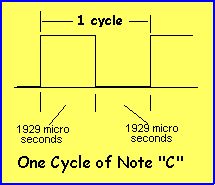 1 cycle
1929 micro
seconds
1929 micro
seconds
One Cycle of Note "C"